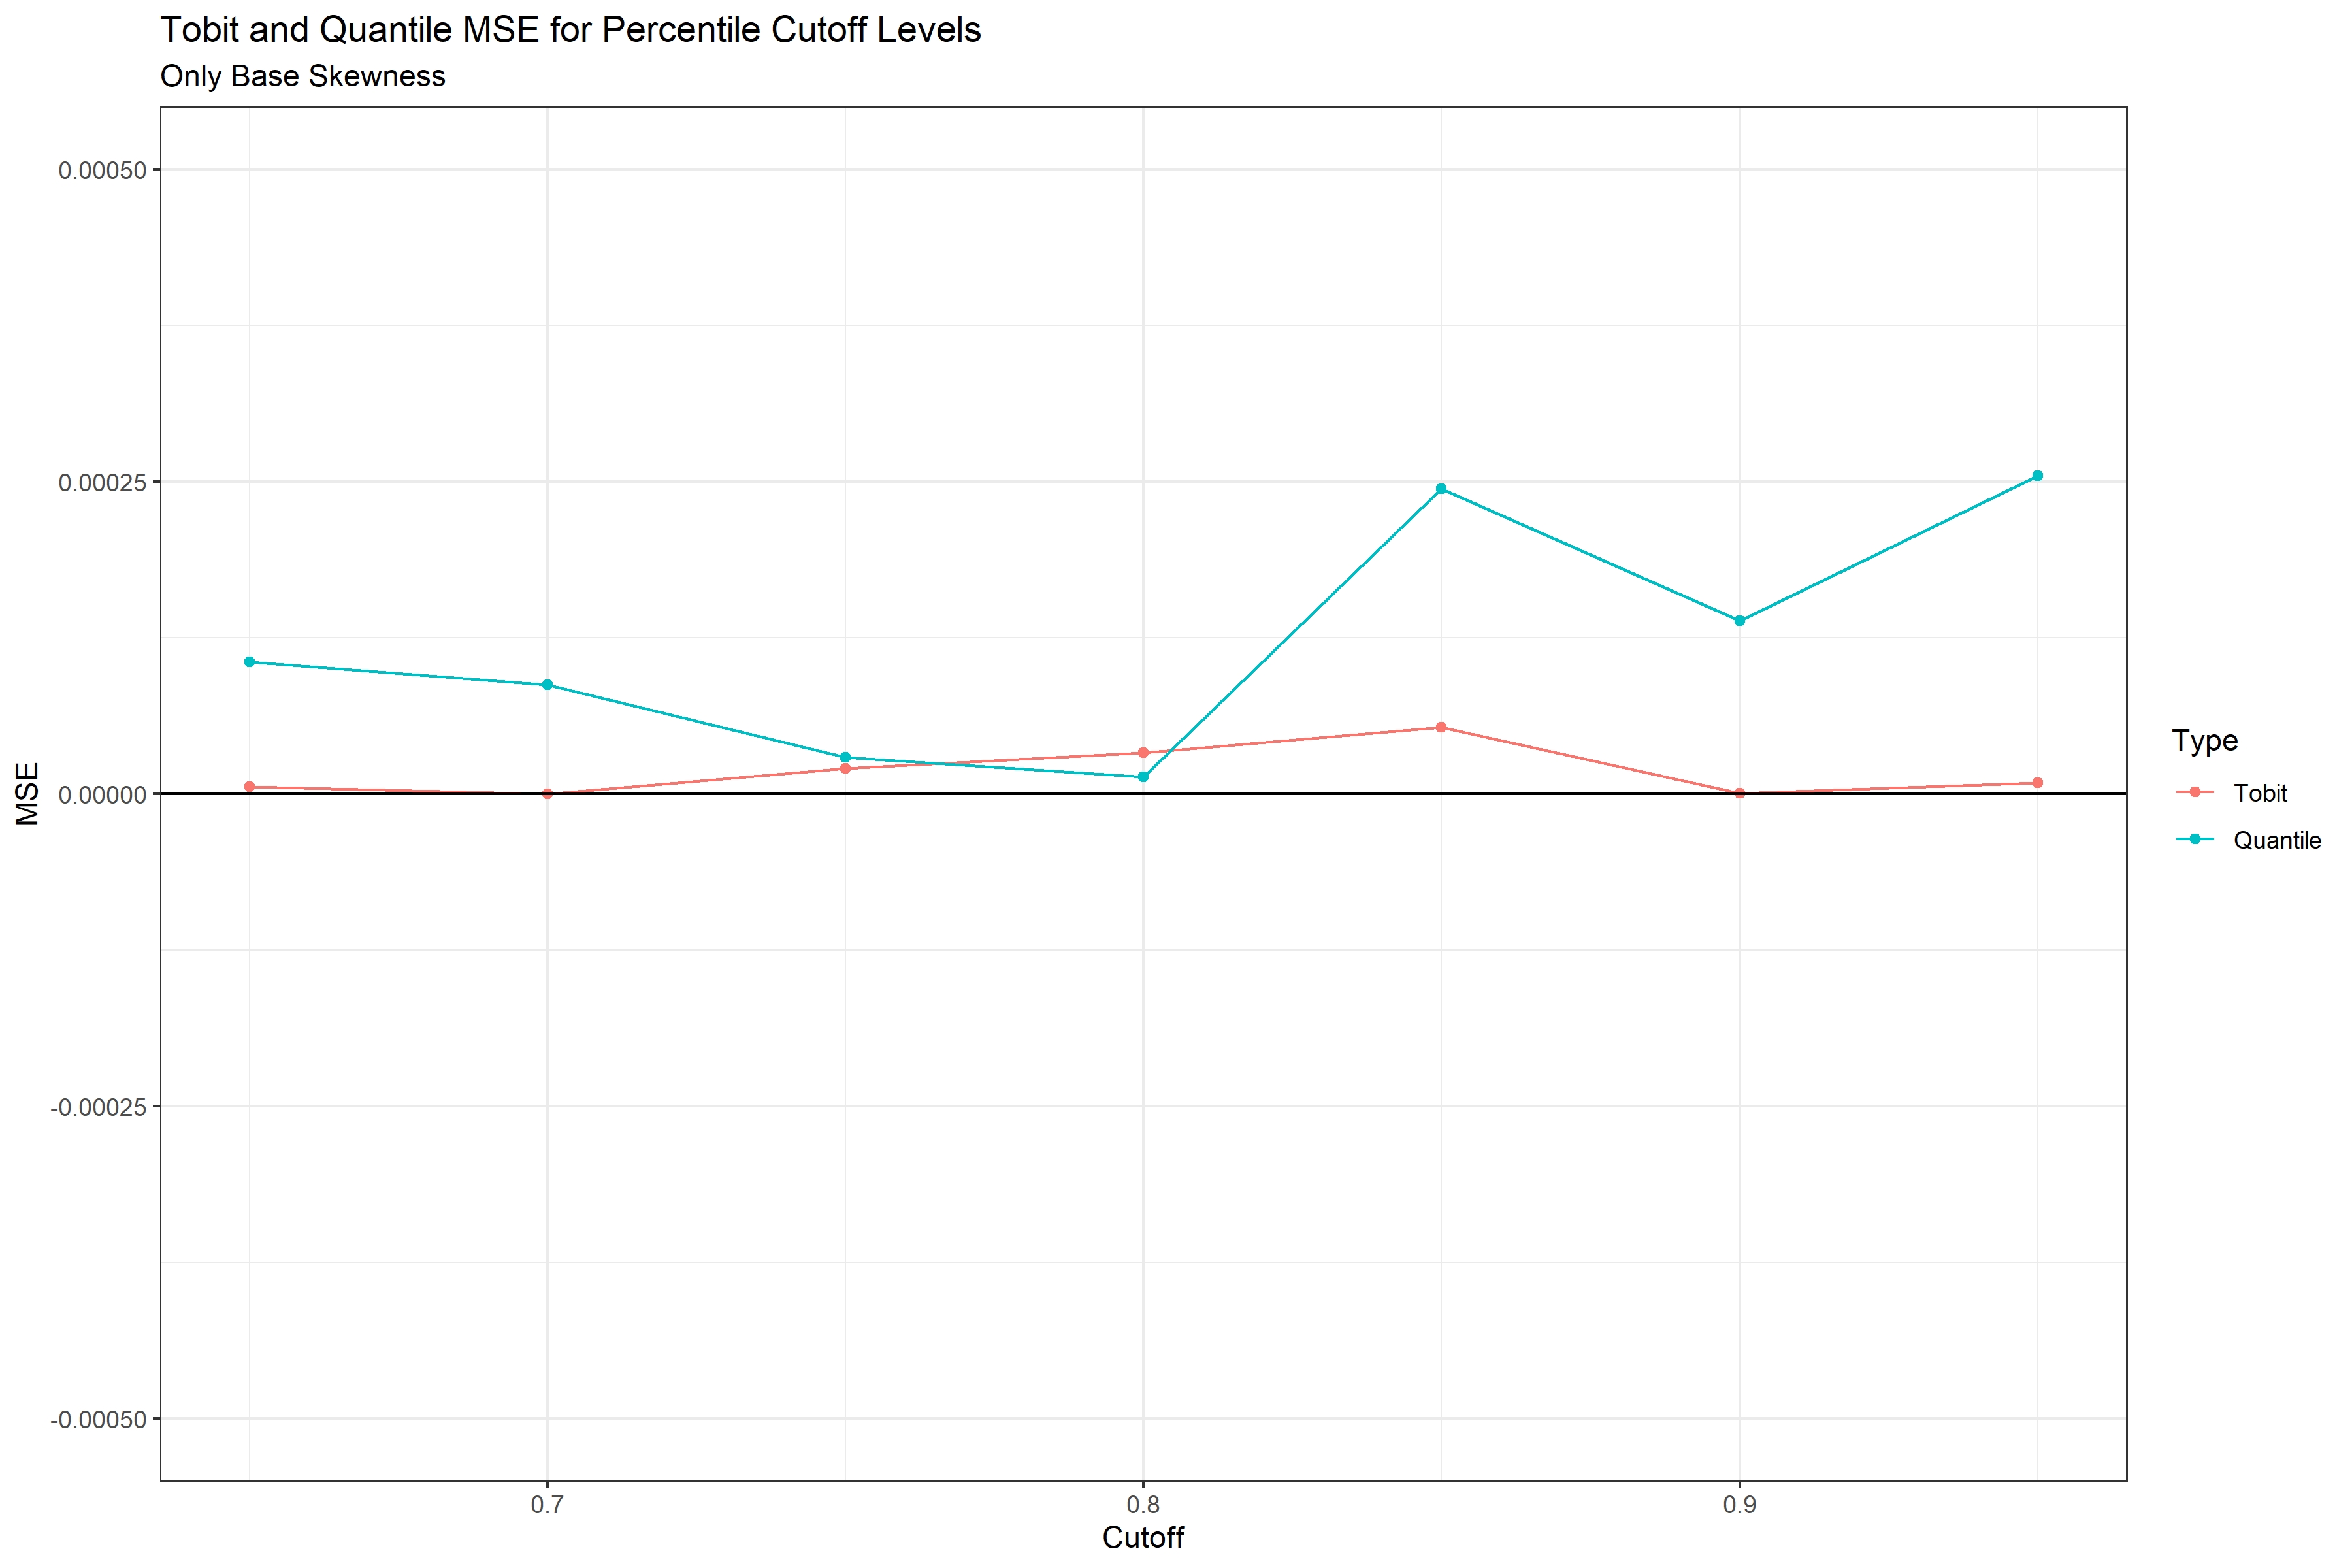 Tobit and Quantile MSE for Percentile Cutoff Levels
Only Base Skewness
0.00050
0.00025
0.00000
-0.00025
-0.00050
MSE
0.7
0.8
0.9
Cutoff
Type
Tobit
Quantile